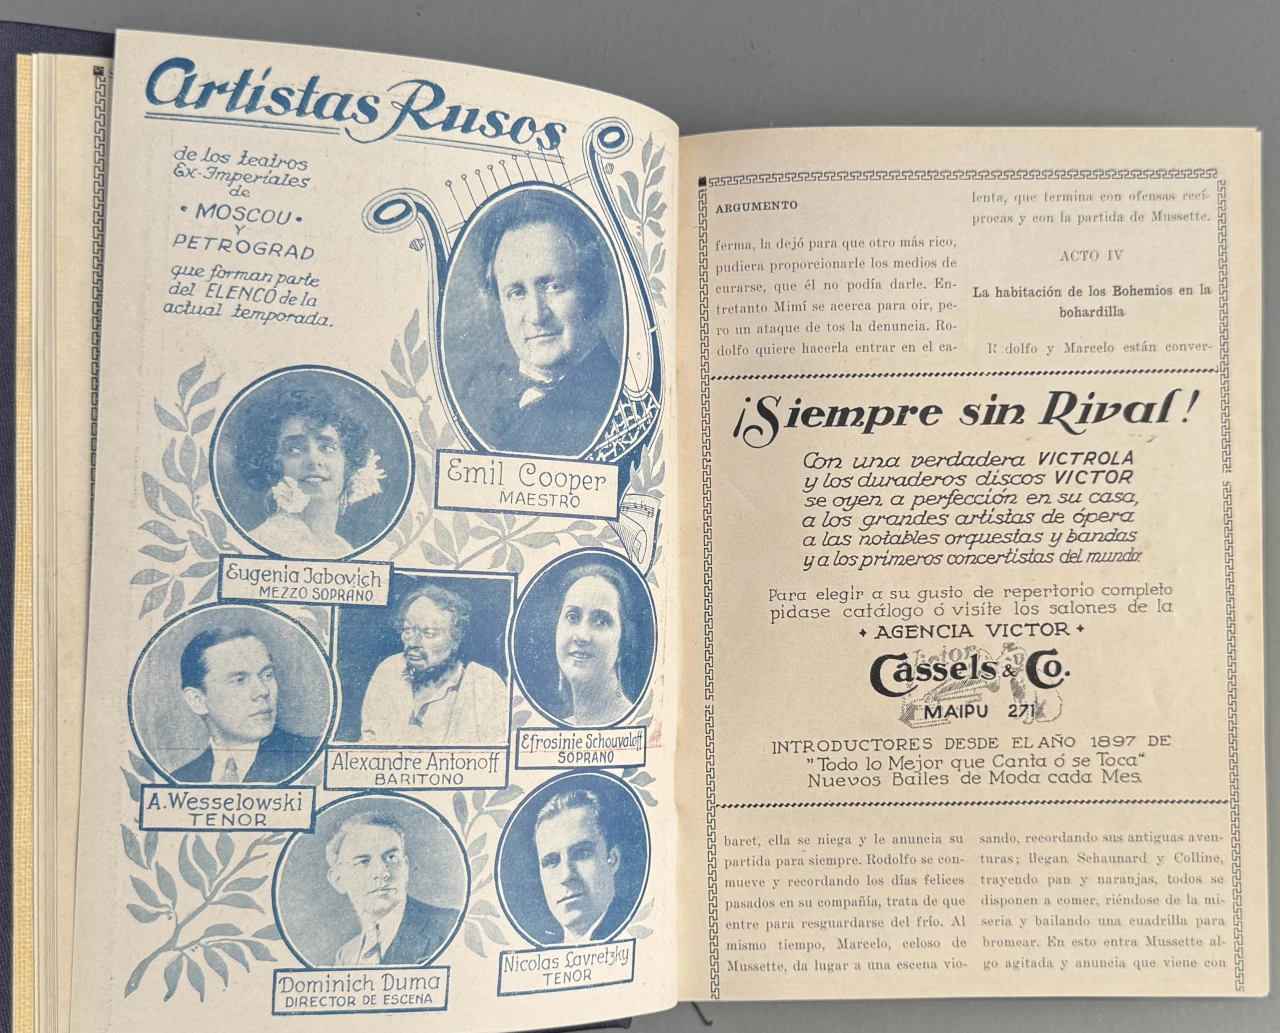 Artistas Rusos
de los teatros
Ex-Imperiales
de
• MOSCOU •
Y
PETROGRAD
que forman parte
del ELENCO de la
actual temporada.
Emil Cooper
MAESTRO
Eugenia Jabovich
MEZZO SOPRANO
Alexandre Antonoff
BARITONO
Efrosinie Schouvaloff
SOPRANO
A. Wesselowski
TENOR
Dominich Duma
DIRECTOR DE ESCENA
Nicolas Lavretzky
TENOR
ARGUMENTO
ferma, la dejó para que otro más rico,
pudiera proporcionarle los medios de
curarse, que él no podía darle. En-
tretanto Mimí se acerca para oir, pe-
ro un ataque de tos la denuncia. Ro-
dolfo quiere hacerla entrar en el ca-
lenta, que termina con ofensas recí-
procas y con la partida de Mussette.
ACTO IV
La habitación de los Bohemios en la
bohardilla
R dolfo y Marcelo están conver-
¡Siempre sin Rival!
Con una verdadera VICTROLA
y los duraderos discos VICTOR
se oyen a perfección en su casa,
a los grandes artistas de ópera
a las notables orquestas y bandas
y a los primeros concertistas del mundo.
Para elegir a su gusto de repertorio completo
pidase catálogo ó visite los salones de la
• AGENCIA VICTOR •
Victor
Cassels & Co.
MAIPU 271
INTRODUCTORES DESDE EL AÑO 1897 DE
"Todo lo Mejor que Canta ó se Toca"
Nuevos Bailes de Moda cada Mes.
baret, ella se niega y le anuncia su
partida para siempre. Rodolfo se con-
mueve y recordando los días felices
pasados en su compañía, trata de que
entre para resguardarse del frío. Al
mismo tiempo, Marcelo, celoso de
Mussette, da lugar a una escena vio-
sando, recordando sus antiguas aven-
turas; llegan Schaunard y Colline,
trayendo pan y naranjas, todos se
disponen a comer, riéndose de la mi-
seria y bailando una cuadrilla para
bromear. En esto entra Mussette al-
go agitada y anuncia que viene con